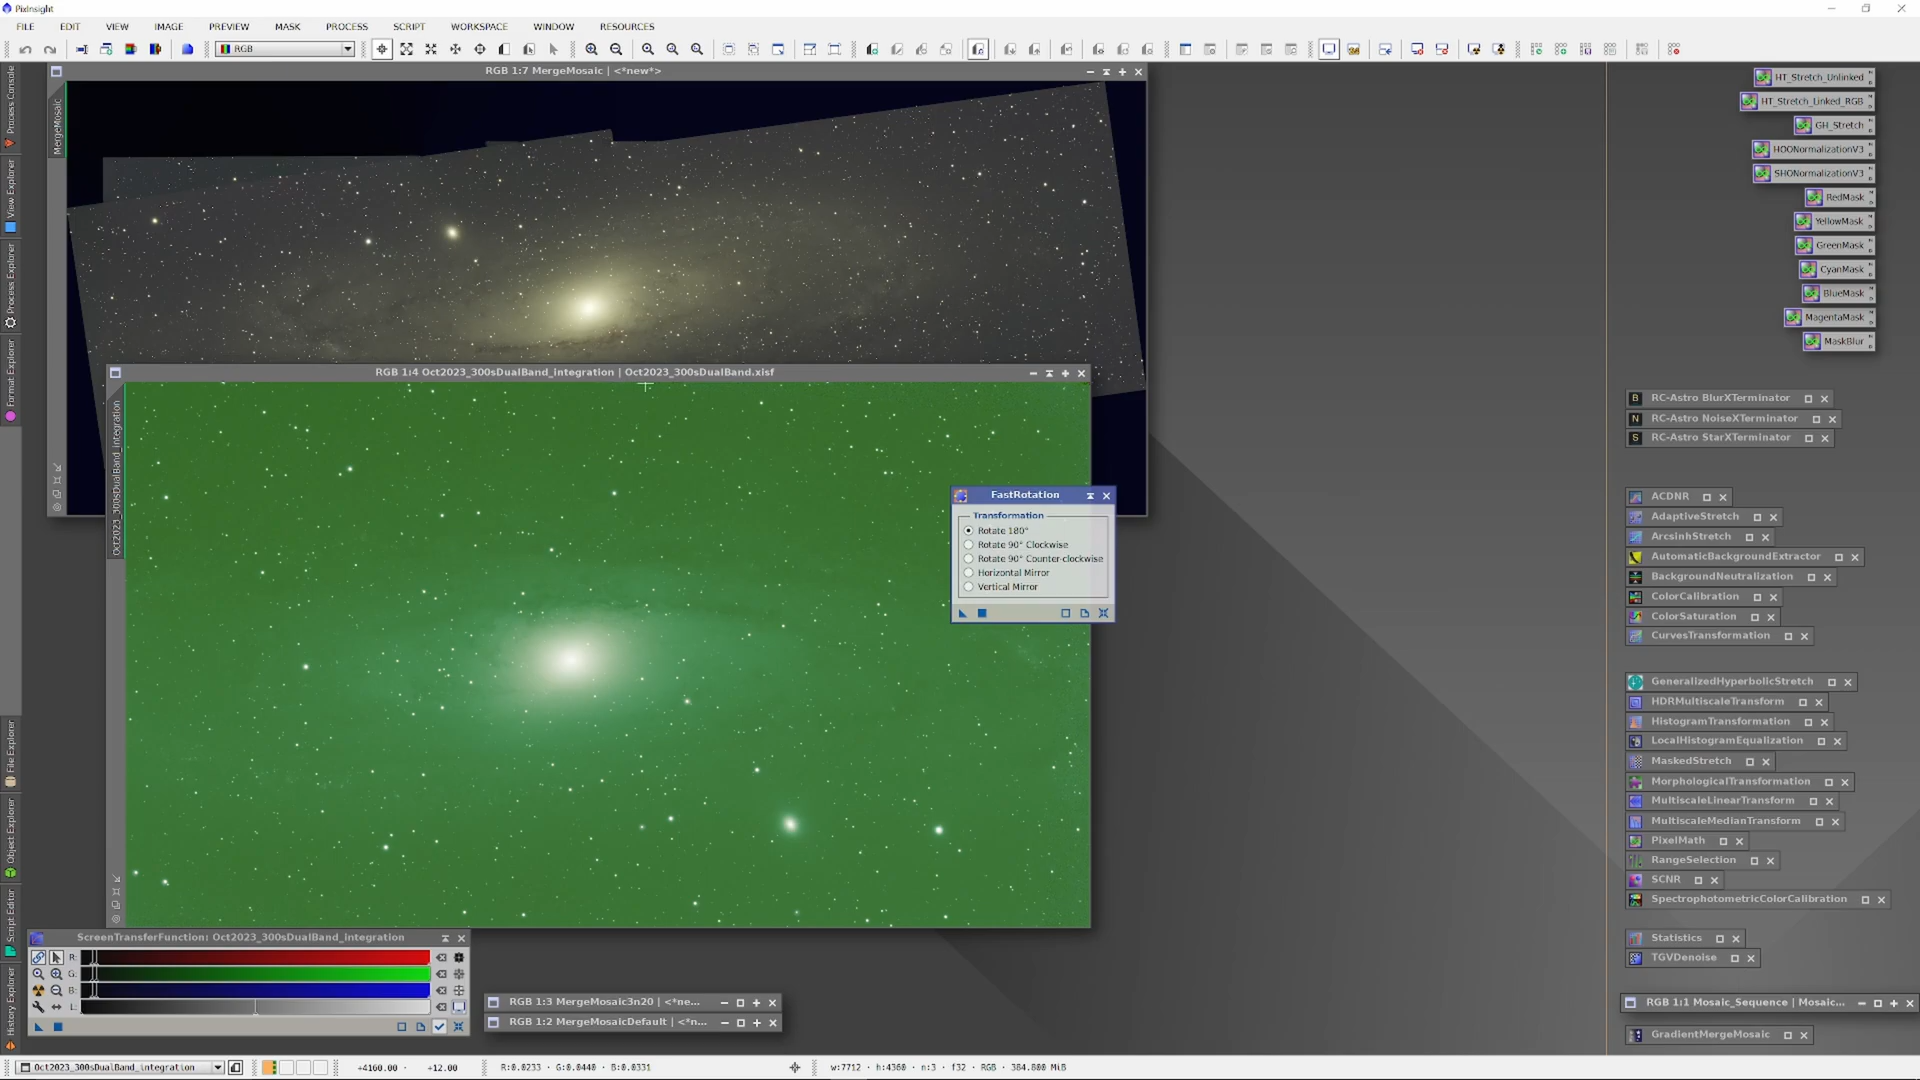 PixInsight
FILE EDIT VIEW IMAGE PREVIEW MASK PROCESS SCRIPT WORKSPACE WINDOW RESOURCES
RGB
RGB 1:7 MergeMosaic | <*new*>
MergeMosaic
Process Console
View Explorer
Process Explorer
Format Explorer
File Explorer
Object Explorer
Script Editor
History Explorer
RGB 1:4 Oct2023_300sDualBand_integration | Oct2023_300sDualBand.xisf
Oct2023_300sDualBand_integration
FastRotation
Transformation
Rotate 180°
Rotate 90° Clockwise
Rotate 90° Counter-clockwise
Horizontal Mirror
Vertical Mirror
HT_Stretch_Unlinked
HT_Stretch_Linked_RGB
GH_Stretch
HOONormalizationV3
SHONormalizationV3
RedMask
YellowMask
GreenMask
CyanMask
BlueMask
MagentaMask
MaskBlur
B RC-Astro BlurXTerminator
N RC-Astro NoiseXTerminator
S RC-Astro StarXTerminator
ACDNR
AdaptiveStretch
ArcsinhStretch
AutomaticBackgroundExtractor
BackgroundNeutralization
ColorCalibration
ColorSaturation
CurvesTransformation
GeneralizedHyperbolicStretch
HDRMultiscaleTransform
HistogramTransformation
LocalHistogramEqualization
MaskedStretch
MorphologicalTransformation
MultiscaleLinearTransform
MultiscaleMedianTransform
PixelMath
RangeSelection
SCNR
SpectrophotometricColorCalibration
Statistics
TGVDenoise
RGB 1:1 Mosaic_Sequence | Mosaic...
GradientMergeMosaic
ScreenTransferFunction: Oct2023_300sDualBand_integration
R:
G:
B:
L:
RGB 1:3 MergeMosaic3n20 | <*ne...
RGB 1:2 MergeMosaicDefault | <*n...
Oct2023_300sDualBand_integration +4160.00 +12.00 R:0.0233 · G:0.0440 · B:0.0331 w:7712 · h:4360 · n:3 · f32 · RGB · 384.800 MiB